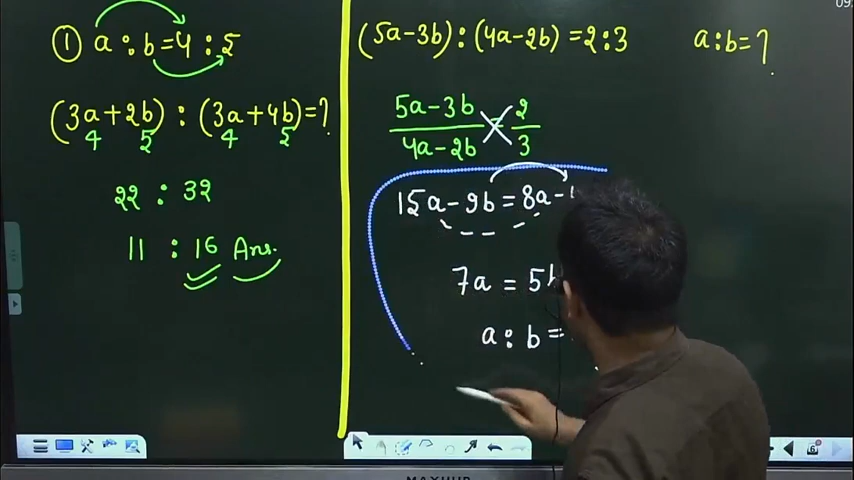 ① a : b = 4 : 5
(3a+2b) : (3a+4b) = ?
4 5 4 5
22 : 32
11 : 16 Ans.
(5a-3b) : (4a-2b) = 2 : 3
a : b = ?
5a-3b / 4a-2b = 2 / 3
15a-9b = 8a-
7a = 5b
a : b =